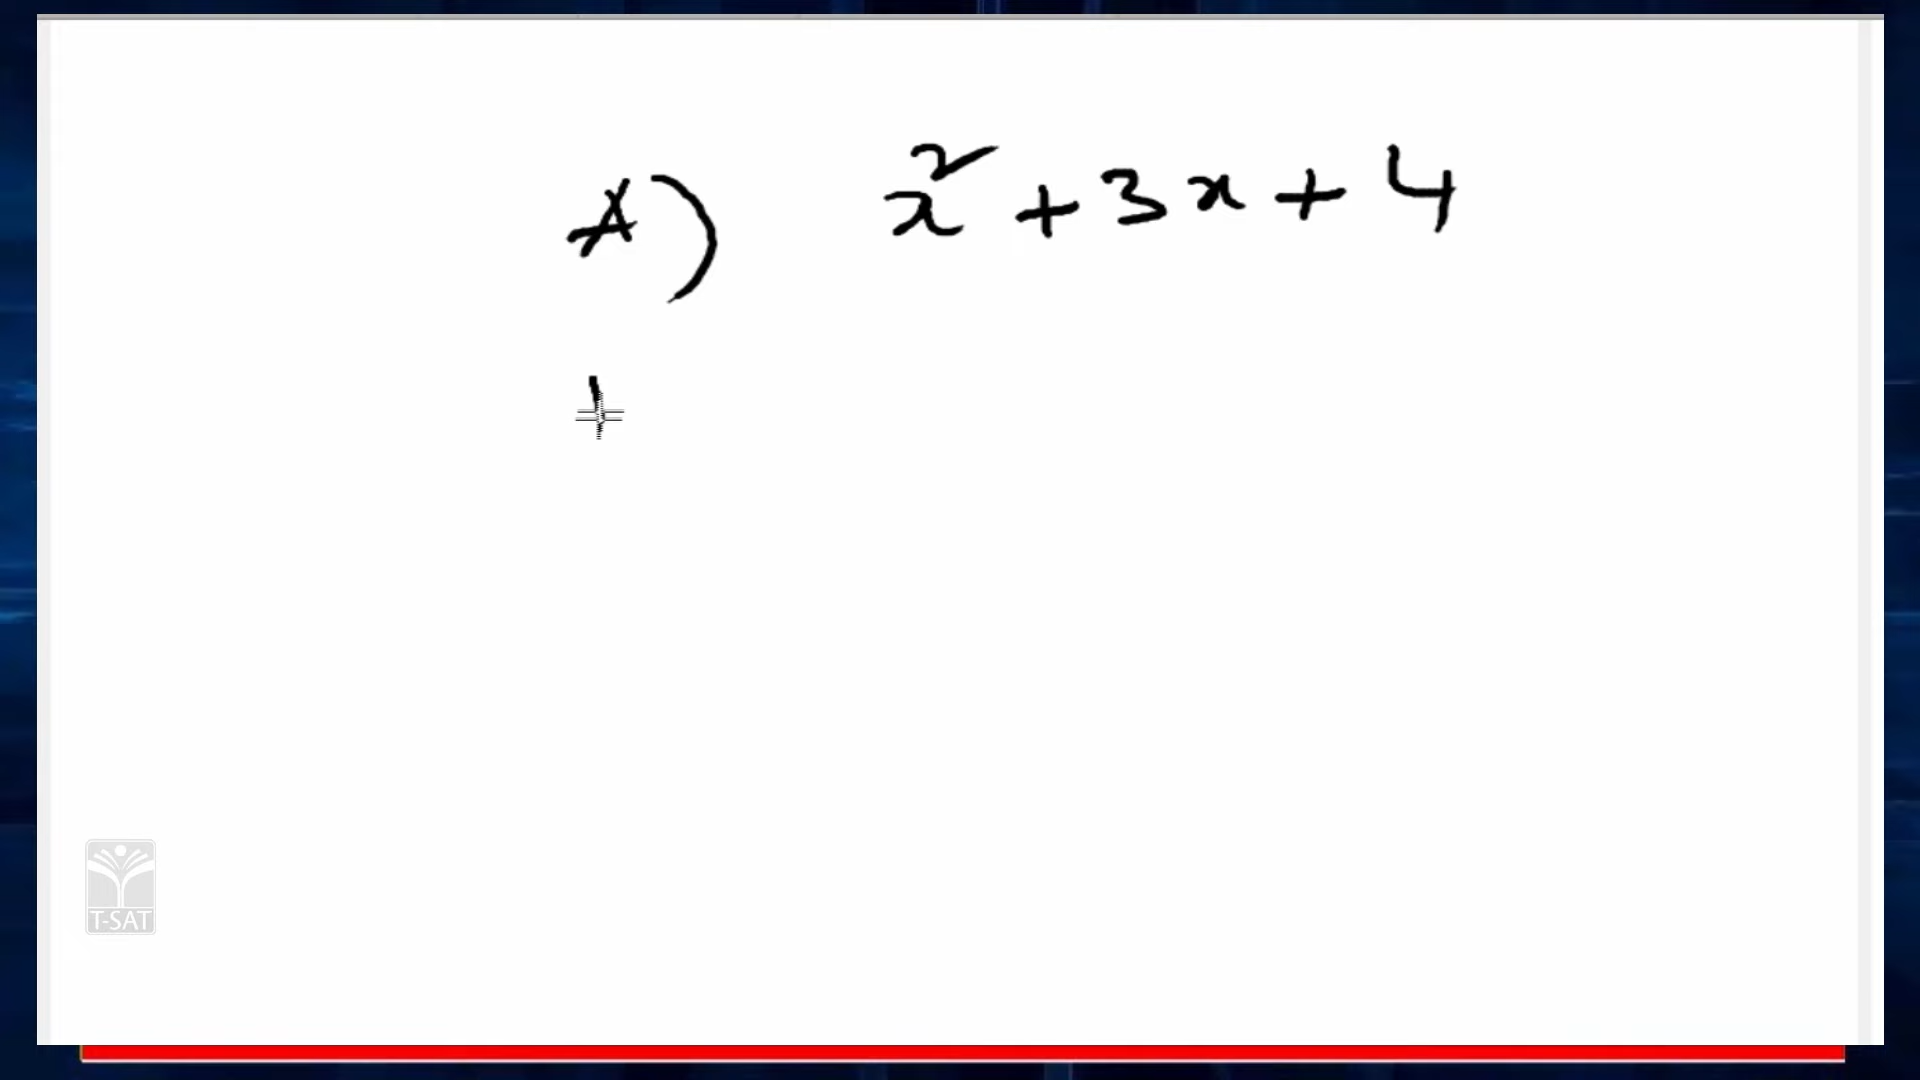 A) x² + 3x + 4
T-SAT